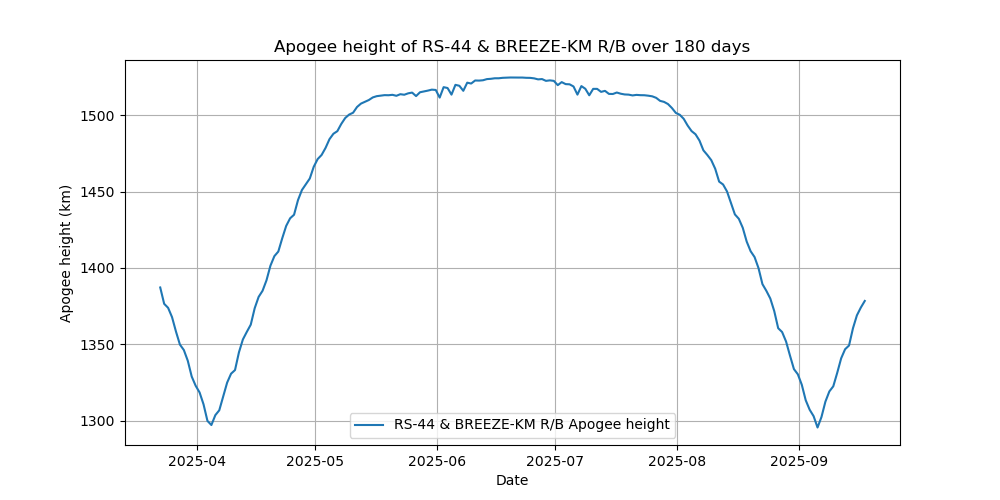 Apogee height of RS-44 & BREEZE-KM R/B over 180 days
Apogee height (km)
1500
1450
1400
1350
1300
RS-44 & BREEZE-KM R/B Apogee height
2025-04 2025-05 2025-06 2025-07 2025-08 2025-09
Date